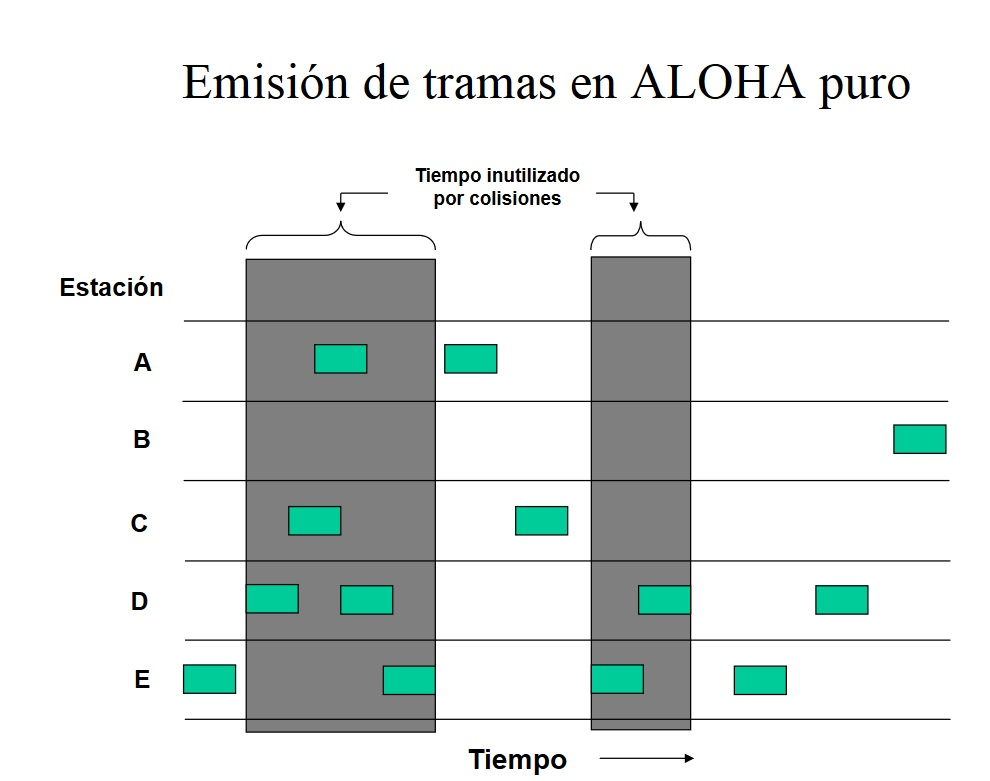 Emisión de tramas en ALOHA puro
Tiempo inutilizado
por colisiones
Estación
A
B
C
D
E
Tiempo